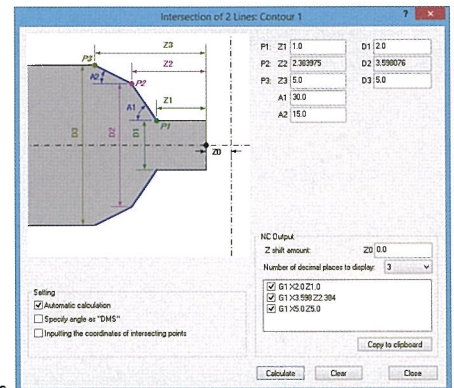 Intersection of 2 Lines: Contour 1
?
Z3
Z2
Z1
P3
A2
P2
A1
P1
D3
D2
D1
Z0
P1: Z1 1.0 D1 2.0
P2: Z2 2.383975 D2 3.598076
P3: Z3 5.0 D3 5.0
A1 30.0
A2 15.0
NC Output
Z shift amount: Z0 0.0
Number of decimal places to display: 3
G1 X2.0 Z1.0
G1 X3.598 Z2.384
G1 X5.0 Z5.0
Copy to clipboard
Setting
Automatic calculation
Specify angle as "DMS"
Inputting the coordinates of intersecting points
Calculate Clear Close